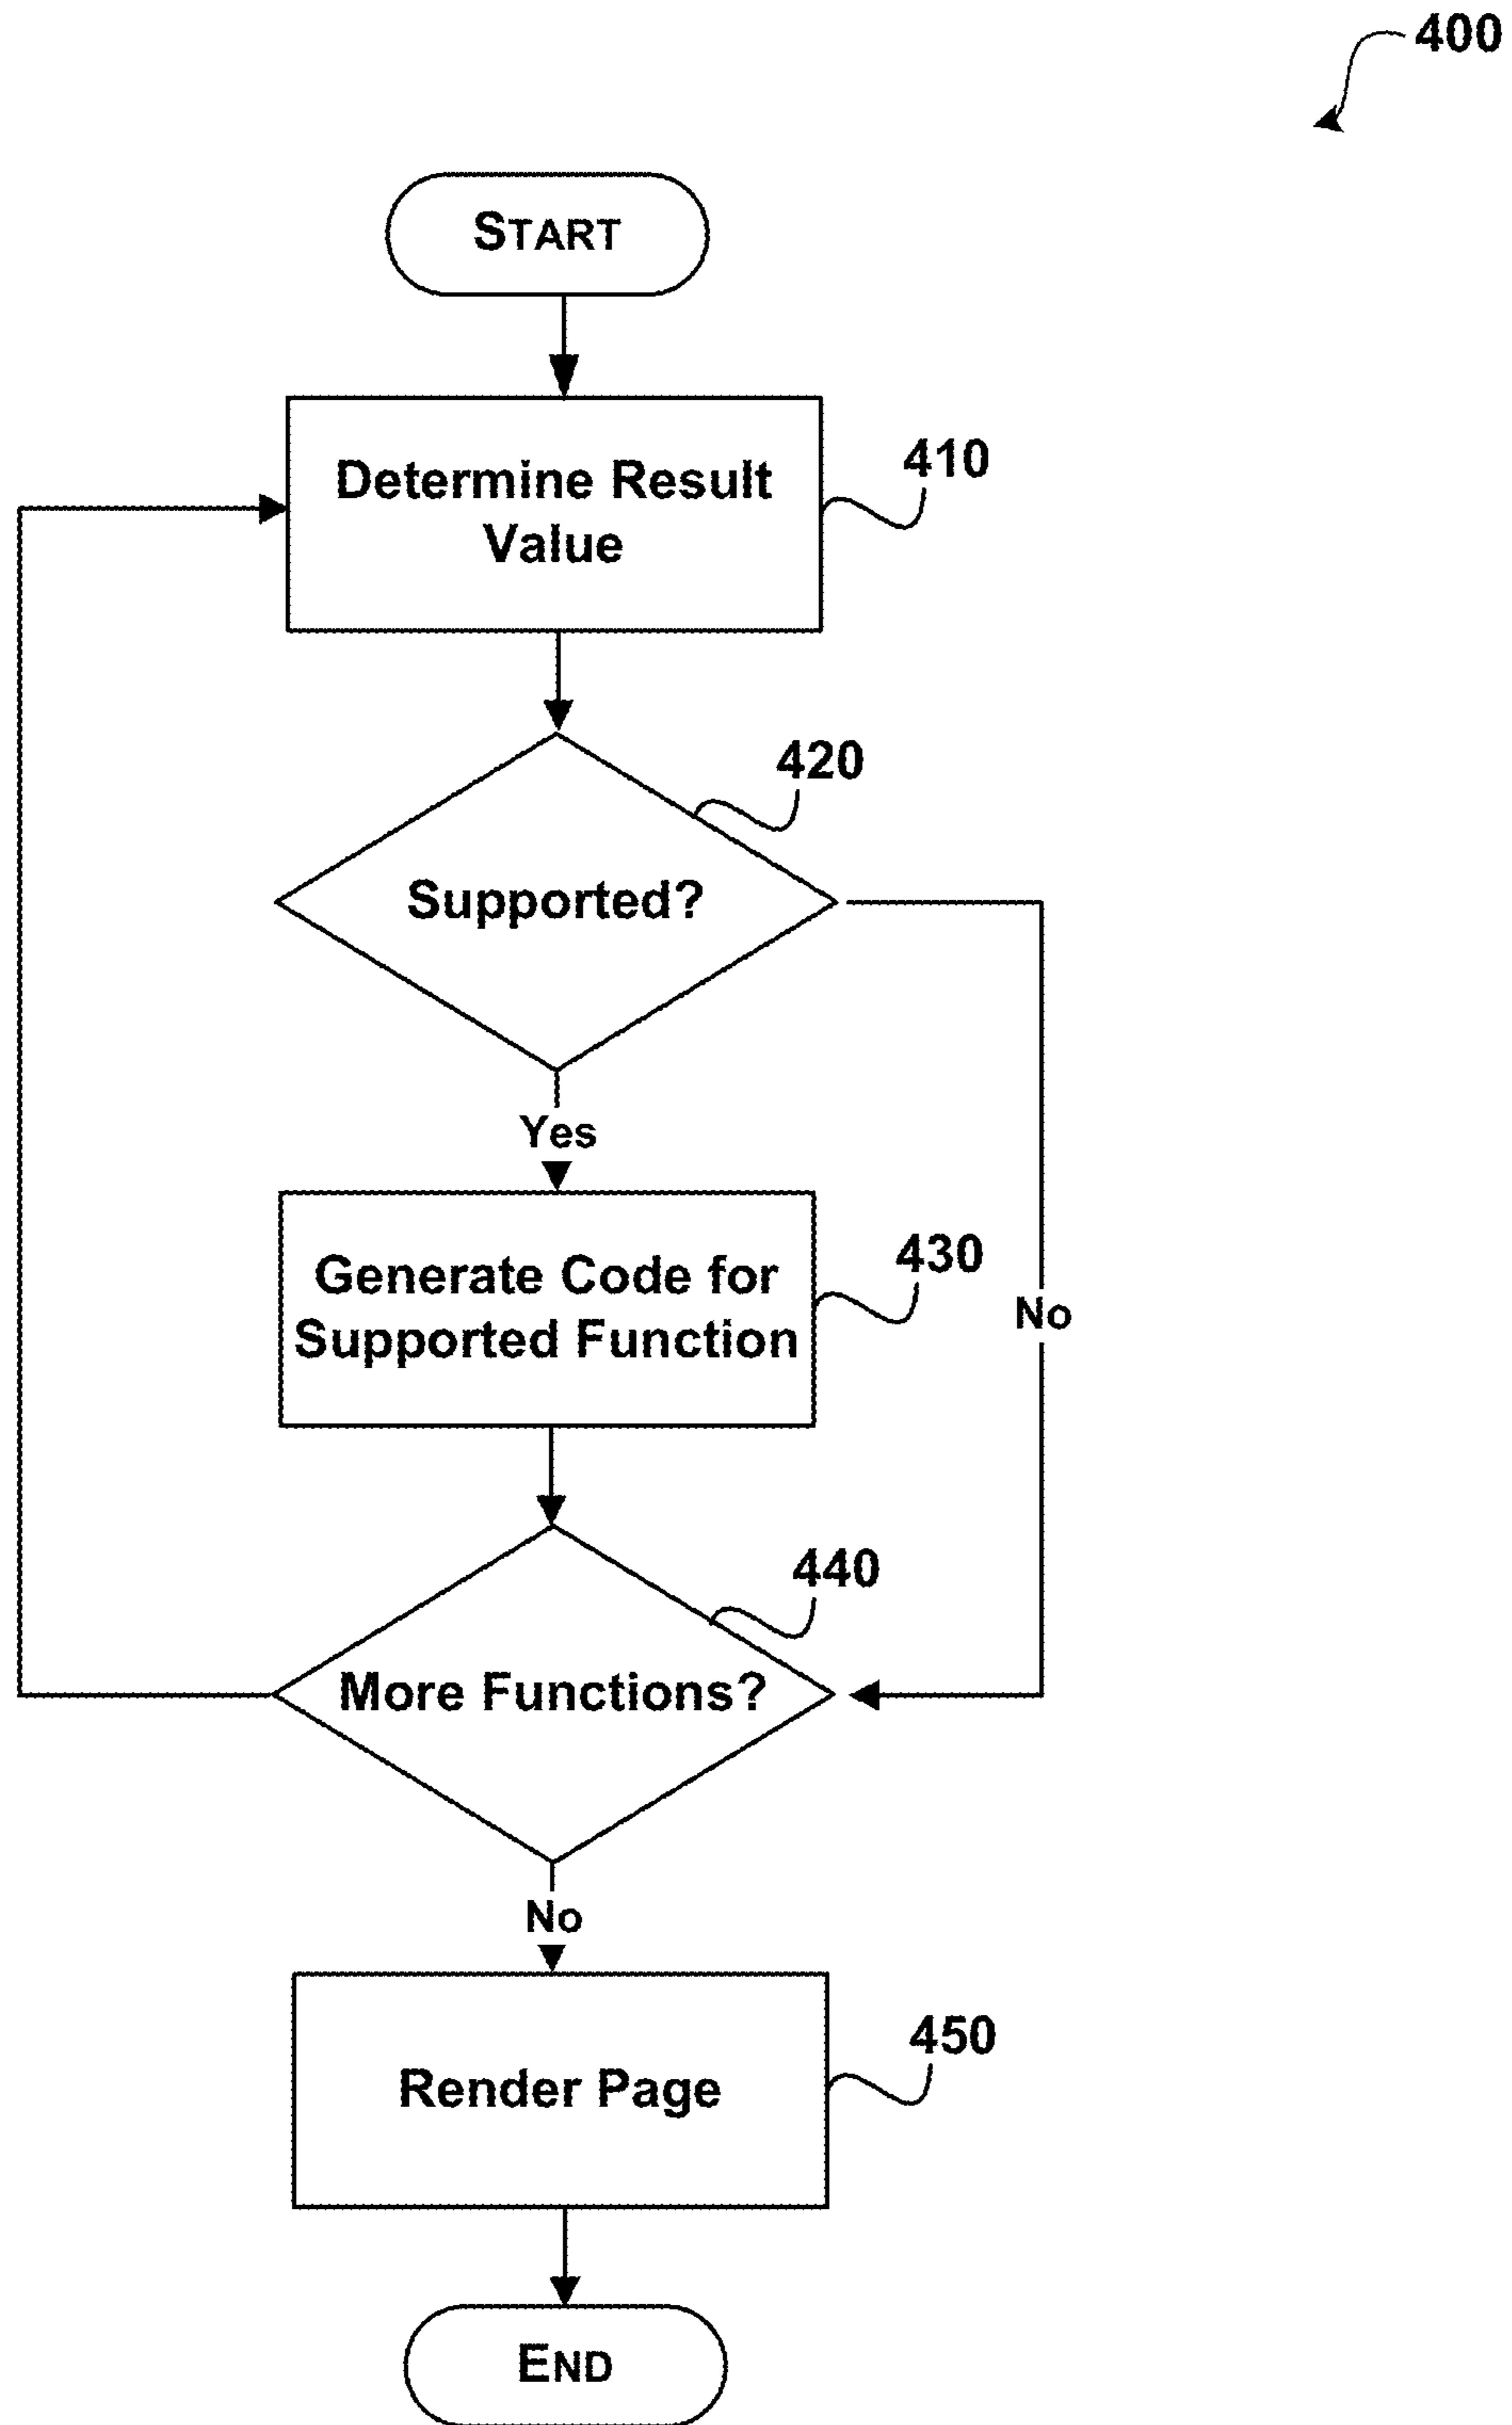 400
START
Determine Result
Value
410
420
Supported?
Yes
Generate Code for
Supported Function
430
No
440
More Functions?
No
Render Page
450
END